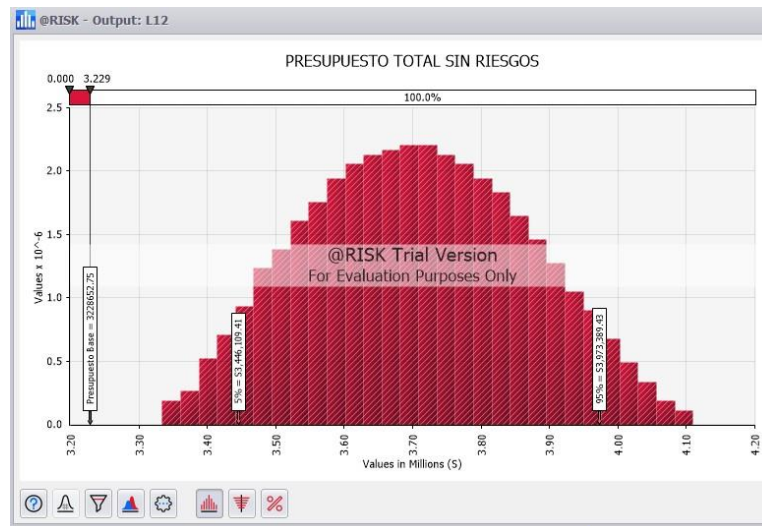 @RISK - Output: L12
PRESUPUESTO TOTAL SIN RIESGOS
0.000 3.229
100.0%
2.5
2.0
1.5
1.0
0.5
0.0
Values x 10^-6
@RISK Trial Version
For Evaluation Purposes Only
Presupuesto Base = 3228652.75
5% = $3,446,109.41
95% = $3,973,389.43
3.20 3.30 3.40 3.50 3.60 3.70 3.80 3.90 4.00 4.10 4.20
Values in Millions ($)